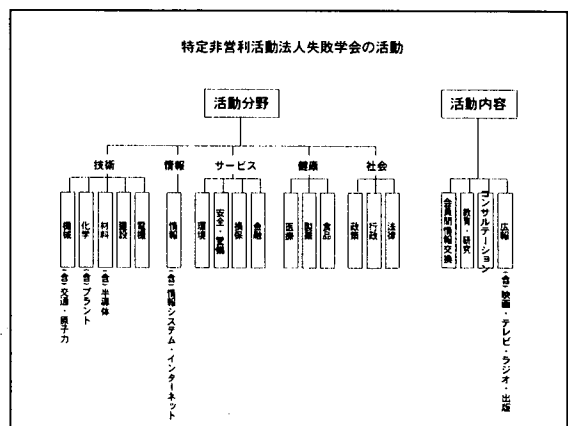 特定非営利活動法人失敗学会の活動
活動分野
活動内容
技術
情報
サービス
健康
社会
機械
化学
材料
建設
電機
情報
環境
安全・警備
損保
金融
医療
製薬
食品
政策
行政
法律
会員間情報交換
教育・研究
コンサルテーション
広報
(含)交通・原子力
(含)プラント
(含)半導体
(含)情報システム・インターネット
(含)映画・テレビ・ラジオ・出版